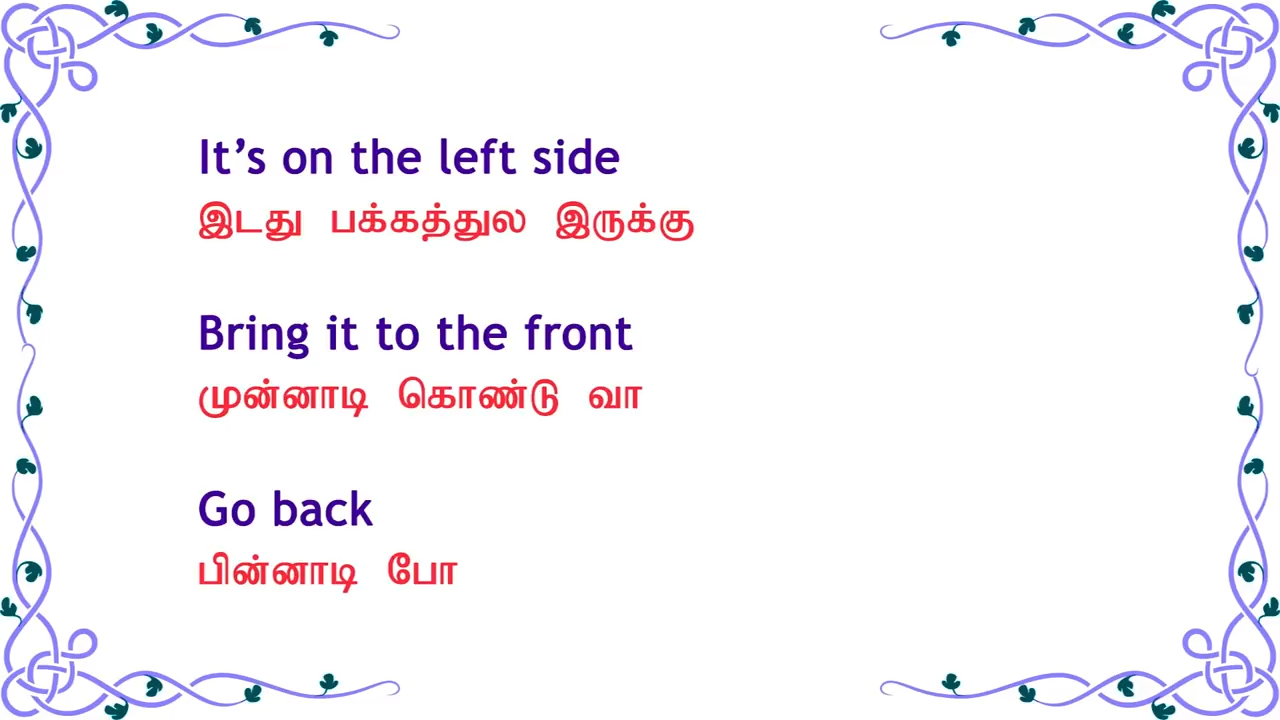 It’s on the left side
இடது பக்கத்துல இருக்கு
Bring it to the front
முன்னாடி கொண்டு வா
Go back
பின்னாடி போ